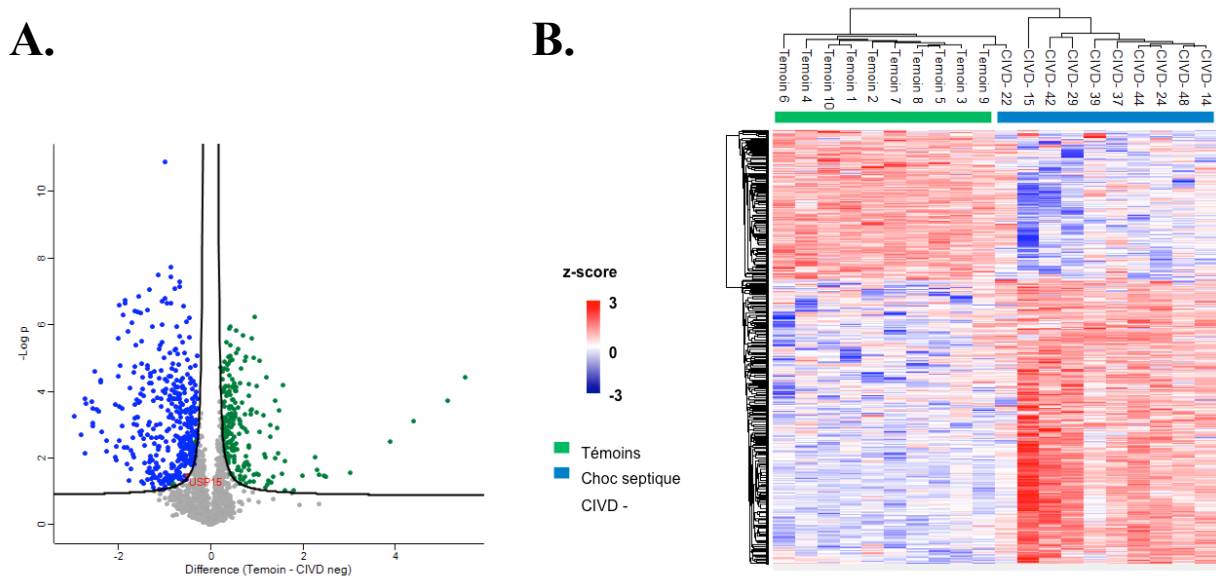 A.
-Log p
10
8
6
4
2
0
USP15
-2
0
2
4
Difference (Temoin - CIVD neg)
B.
Temoin 6
Temoin 4
Temoin 10
Temoin 1
Temoin 2
Temoin 7
Temoin 8
Temoin 5
Temoin 3
Temoin 9
CIVD- 22
CIVD- 15
CIVD- 42
CIVD- 29
CIVD- 39
CIVD- 37
CIVD- 44
CIVD- 24
CIVD- 48
CIVD- 14
z-score
3
0
-3
Témoins
Choc septique
CIVD -